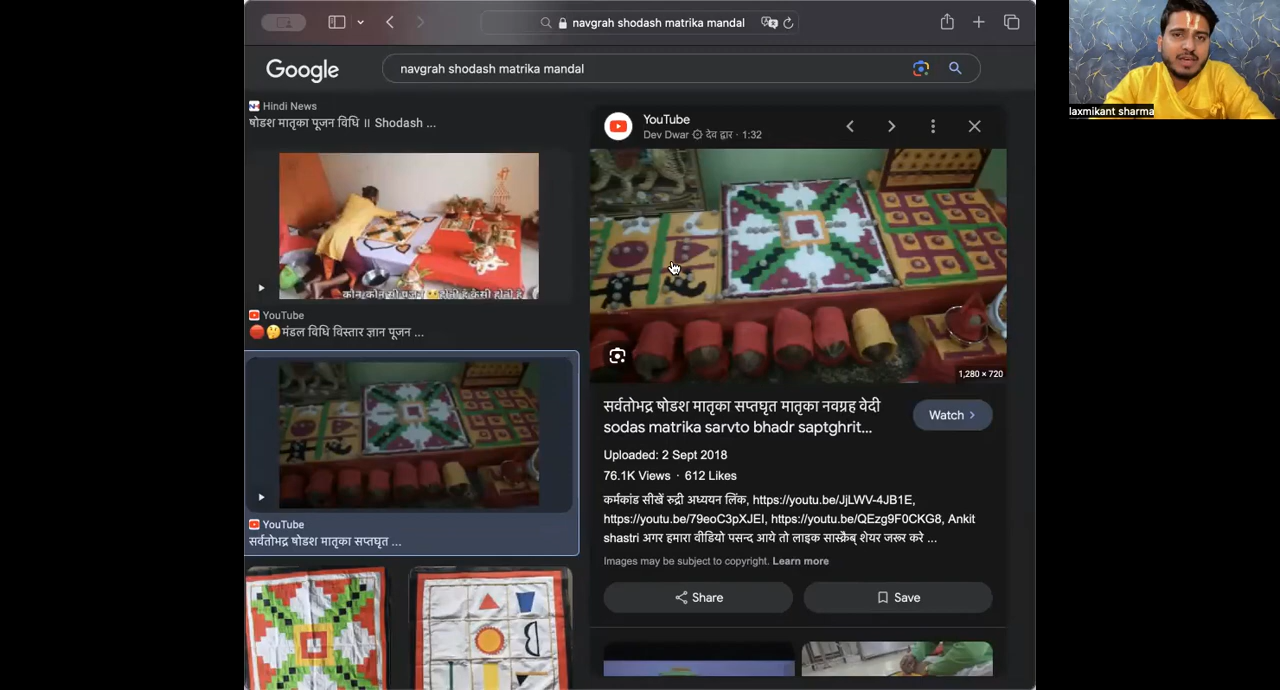 navgrah shodash matrika mandal
Google
navgrah shodash matrika mandal
laxmikant sharma
Hindi News
षोडश मातृका पूजन विधि ॥ Shodash ...
कौन-कौन सी पूजा होती है कैसी होती है
YouTube
मंडल विधि विस्तार ज्ञान पूजन ...
YouTube
सर्वतोभद्र षोडश मातृका सप्तघृत ...
YouTube
Dev Dwar देव द्वार · 1:32
1,280 × 720
सर्वतोभद्र षोडश मातृका सप्तघृत मातृका नवग्रह वेदी
sodas matrika sarvto bhadr saptghrit...
Watch
Uploaded: 2 Sept 2018
76.1K Views · 612 Likes
कर्मकांड सीखें रुद्री अध्ययन लिंक, https://youtu.be/JjLWV-4JB1E,
https://youtu.be/79eoC3pXJEI, https://youtu.be/QEzg9F0CKG8, Ankit
shastri अगर हमारा वीडियो पसन्द आये तो लाइक सास्क्रैब् शेयर जरूर करे ...
Images may be subject to copyright. Learn more
Share
Save